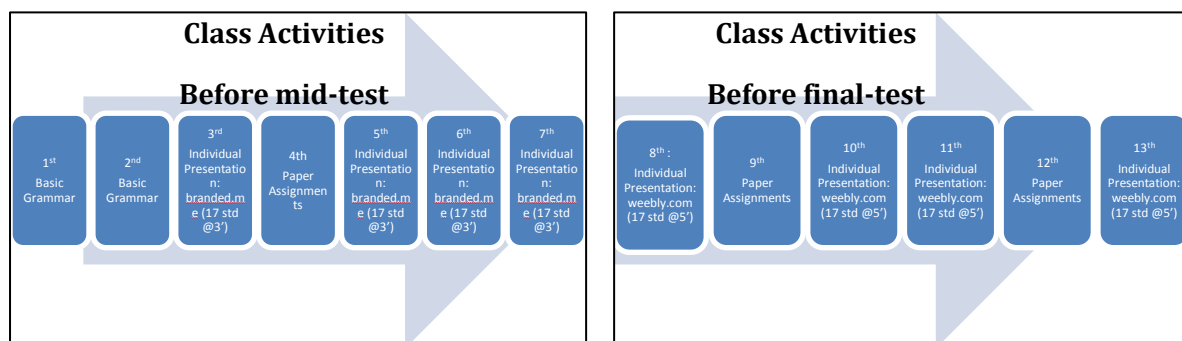 Class Activities
Before mid-test
1st
Basic
Grammar
2nd
Basic
Grammar
3rd
Individual
Presentatio
n:
branded.m
e (17 std
@3’)
4th
Paper
Assignmen
ts
5th
Individual
Presentatio
n:
branded.m
e (17 std
@3’)
6th
Individual
Presentatio
n:
branded.m
e (17 std
@3’)
7th
Individual
Presentatio
n:
branded.m
e (17 std
@3’)
Class Activities
Before final-test
8th :
Individual
Presentation:
weebly.com
(17 std @5’)
9th
Paper
Assignments
10th
Individual
Presentation:
weebly.com
(17 std @5’)
11th
Individual
Presentation:
weebly.com
(17 std @5’)
12th
Paper
Assignments
13th
Individual
Presentation:
weebly.com
(17 std @5’)